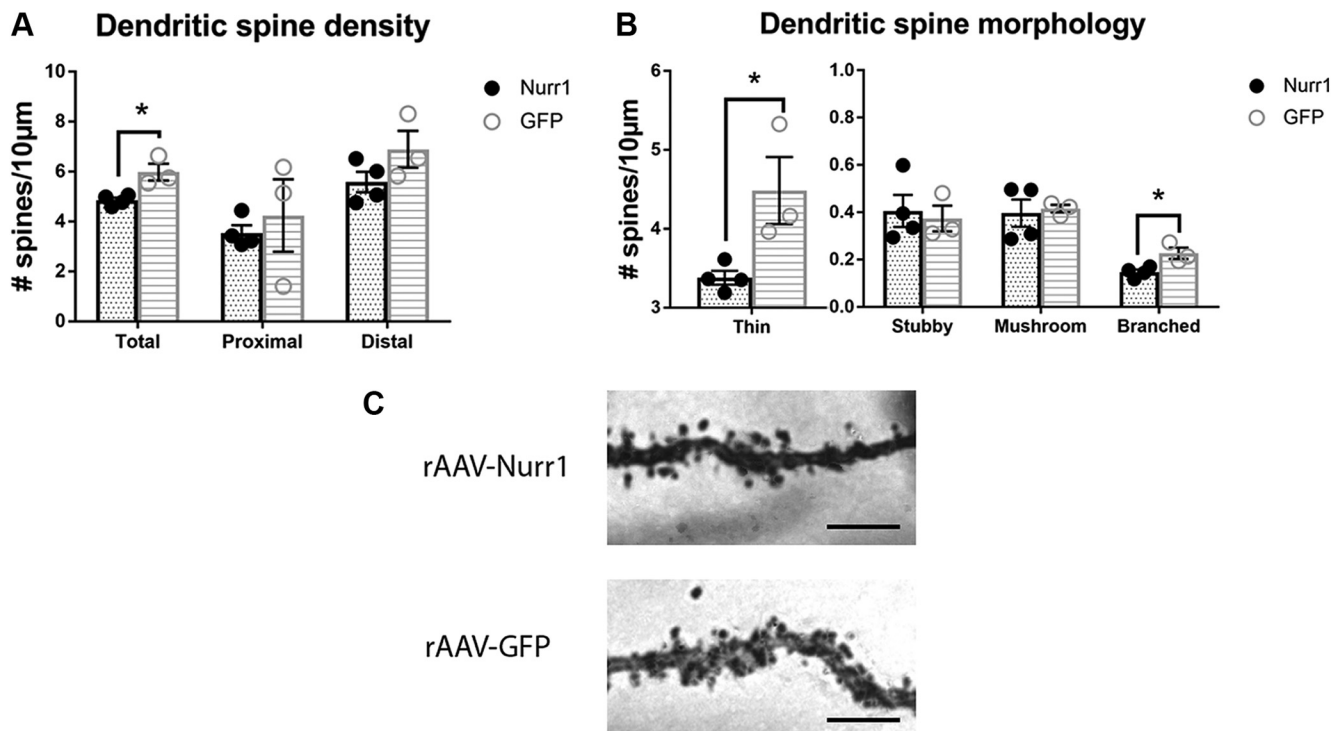 A Dendritic spine density
# spines/10µm
10
8
6
4
2
0
*
Nurr1
GFP
Total Proximal Distal
B Dendritic spine morphology
# spines/10µm
6
5
4
3
*
Thin
1.0
0.8
0.6
0.4
0.2
0.0
*
Nurr1
GFP
Stubby Mushroom Branched
C
rAAV-Nurr1
rAAV-GFP